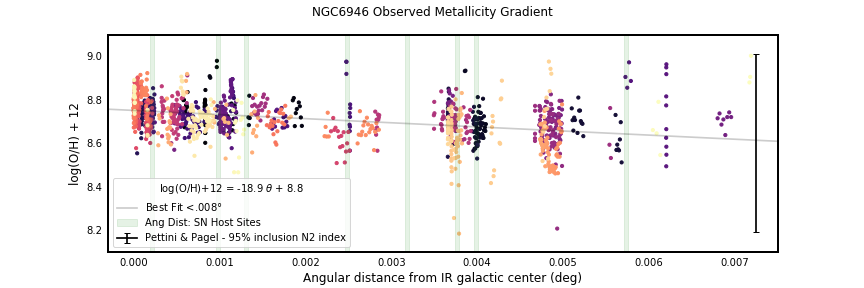 NGC6946 Observed Metallicity Gradient
log(O/H) + 12
9.0
8.8
8.6
8.4
8.2
log(O/H)+12 = -18.9 θ + 8.8
Best Fit <.008°
Ang Dist: SN Host Sites
Pettini & Pagel - 95% inclusion N2 index
0.000 0.001 0.002 0.003 0.004 0.005 0.006 0.007
Angular distance from IR galactic center (deg)